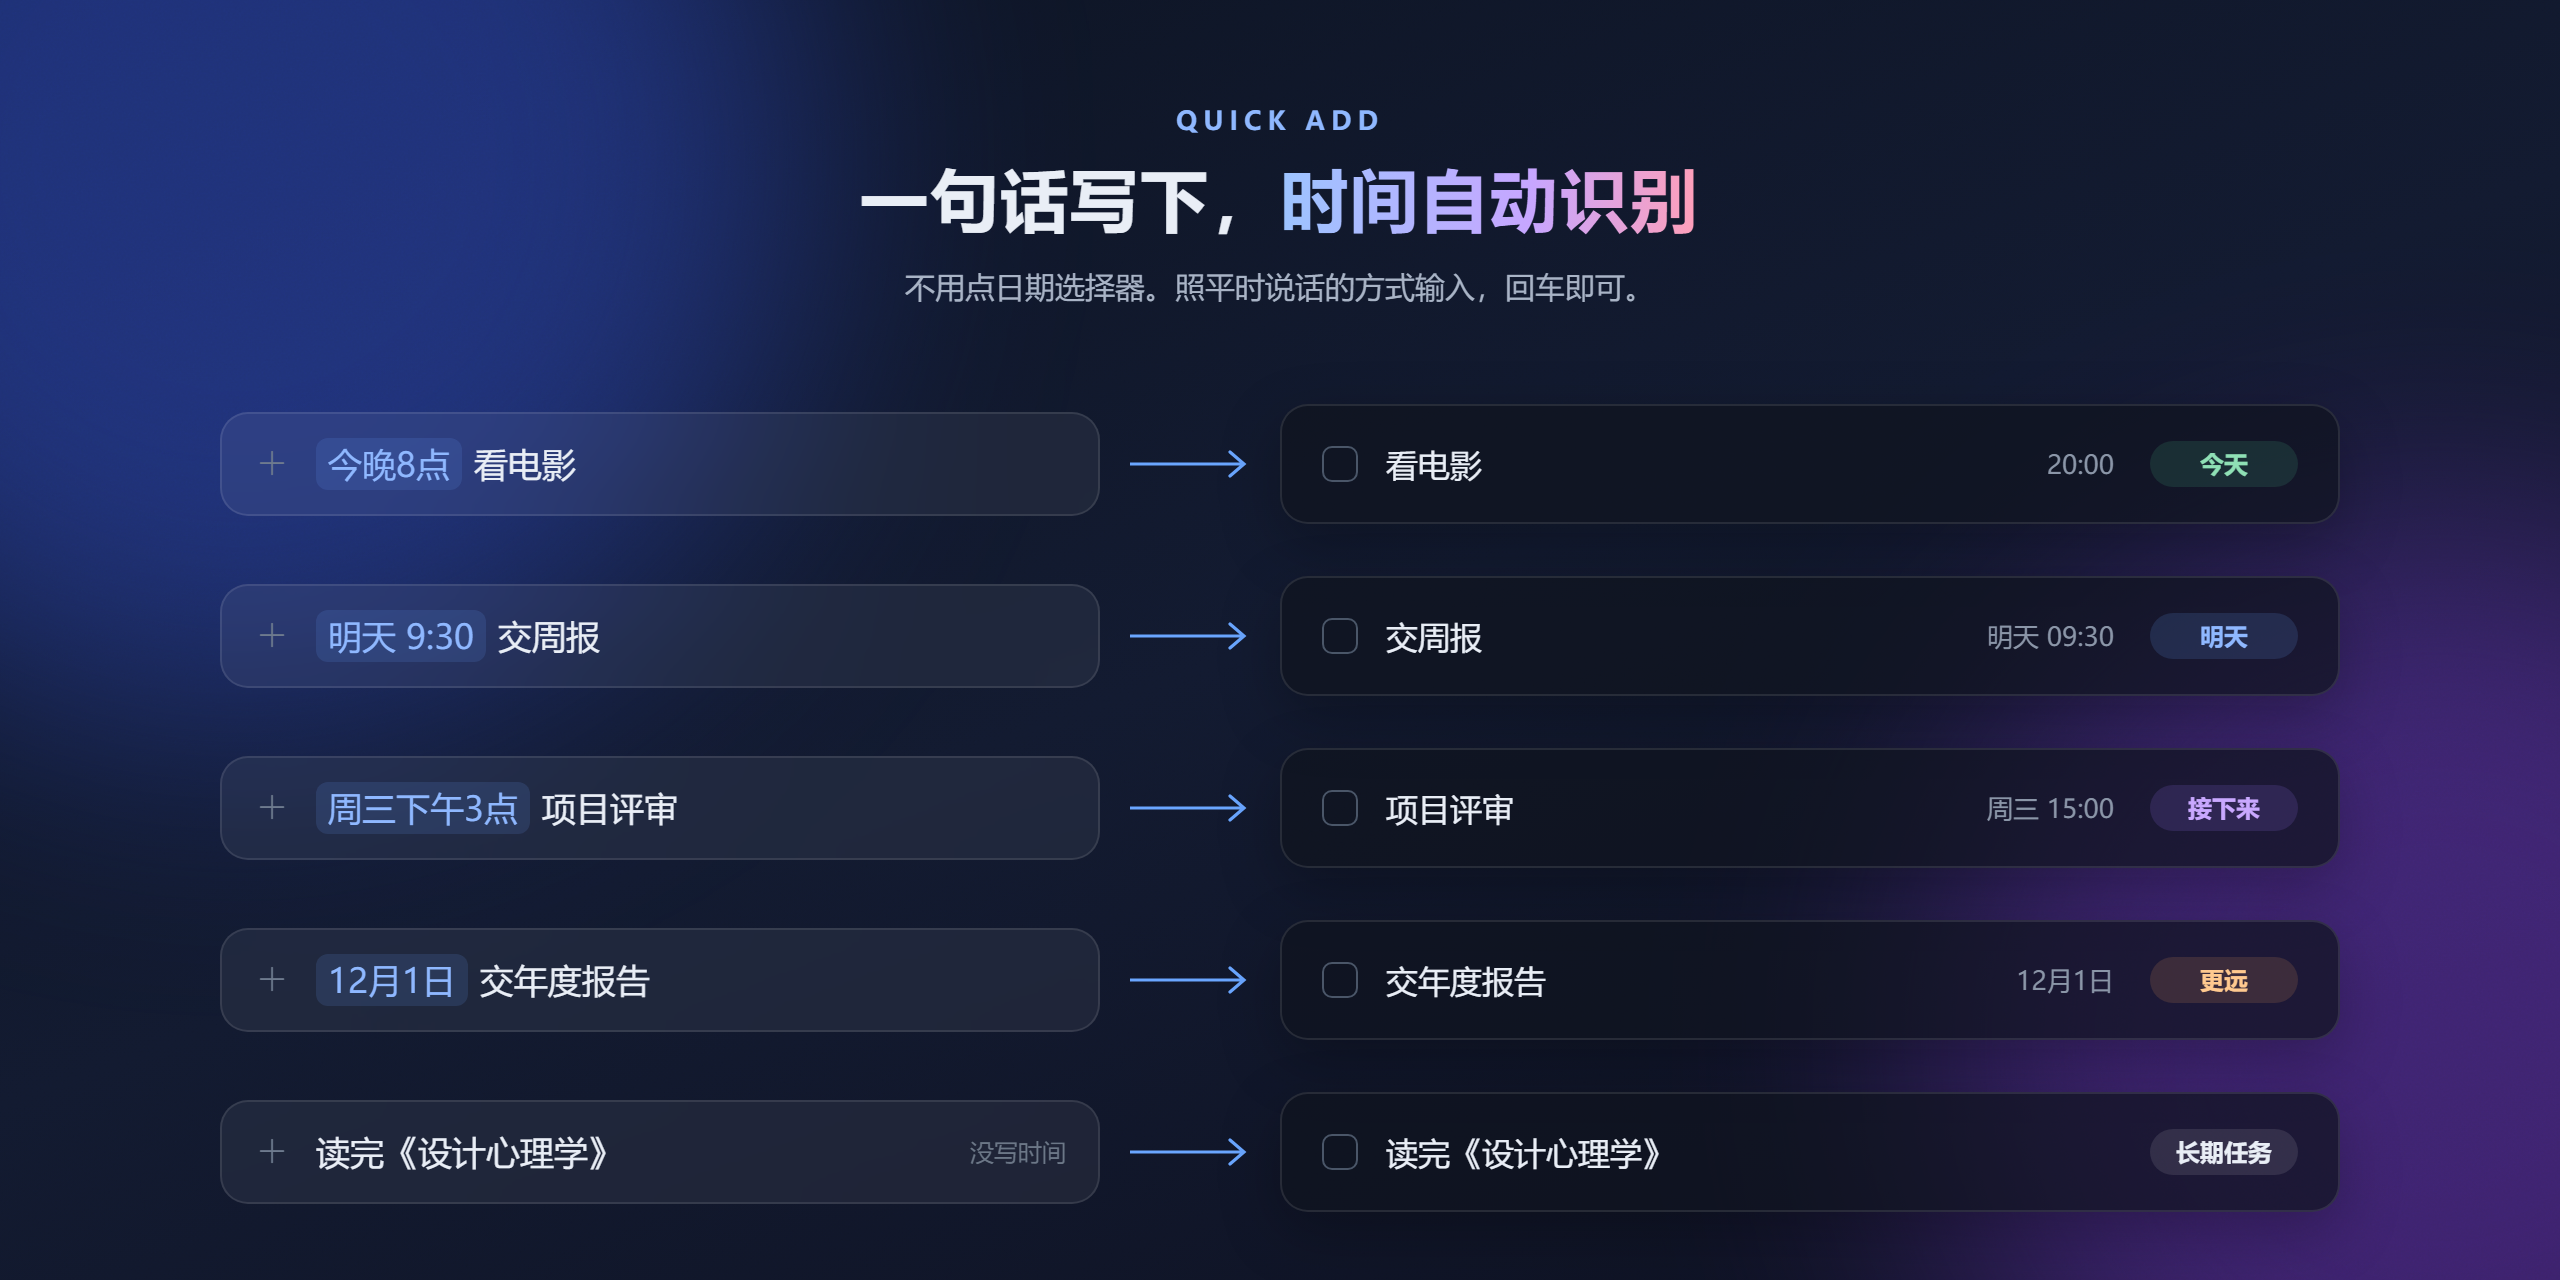 QUICK ADD
一句话写下，时间自动识别
不用点日期选择器。照平时说话的方式输入，回车即可。
今晚8点 看电影
看电影 20:00 今天
明天 9:30 交周报
交周报 明天 09:30 明天
周三下午3点 项目评审
项目评审 周三 15:00 接下来
12月1日 交年度报告
交年度报告 12月1日 更远
读完《设计心理学》 没写时间
读完《设计心理学》 长期任务